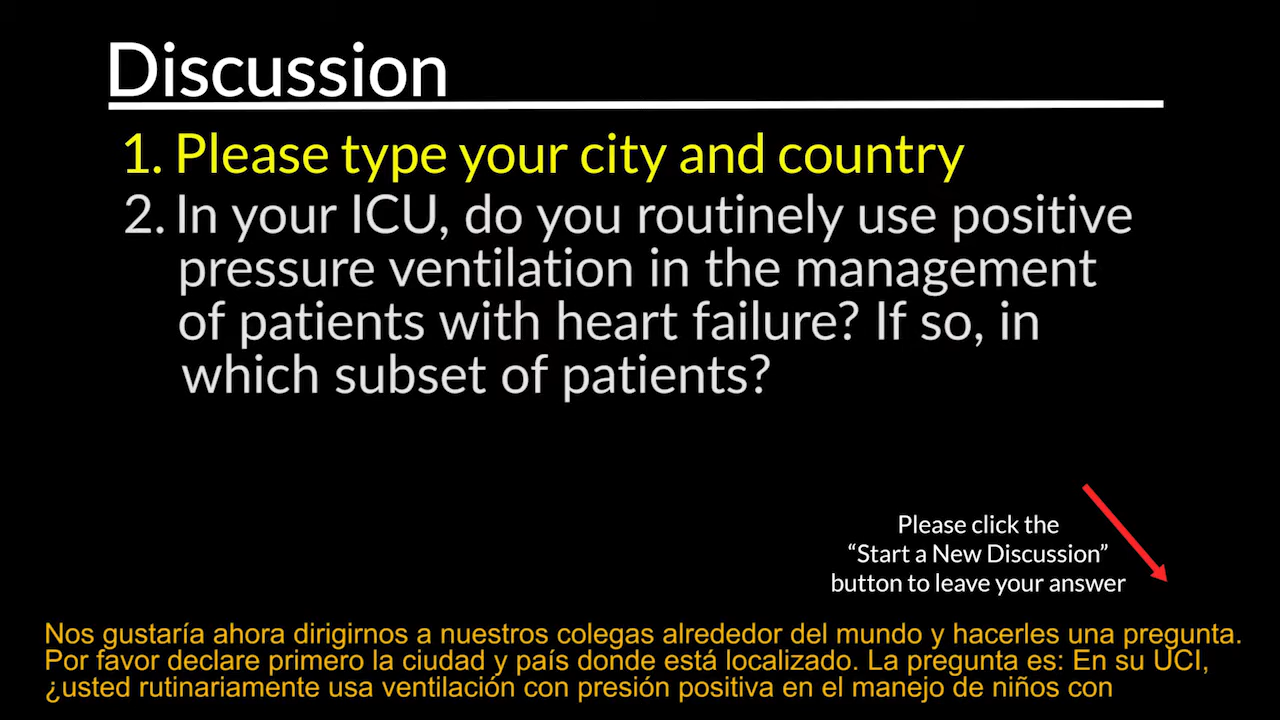 Discussion
1. Please type your city and country
2. In your ICU, do you routinely use positive
pressure ventilation in the management
of patients with heart failure? If so, in
which subset of patients?
Please click the
“Start a New Discussion”
button to leave your answer
Nos gustaría ahora dirigirnos a nuestros colegas alrededor del mundo y hacerles una pregunta.
Por favor declare primero la ciudad y país donde está localizado. La pregunta es: En su UCI,
¿usted rutinariamente usa ventilación con presión positiva en el manejo de niños con